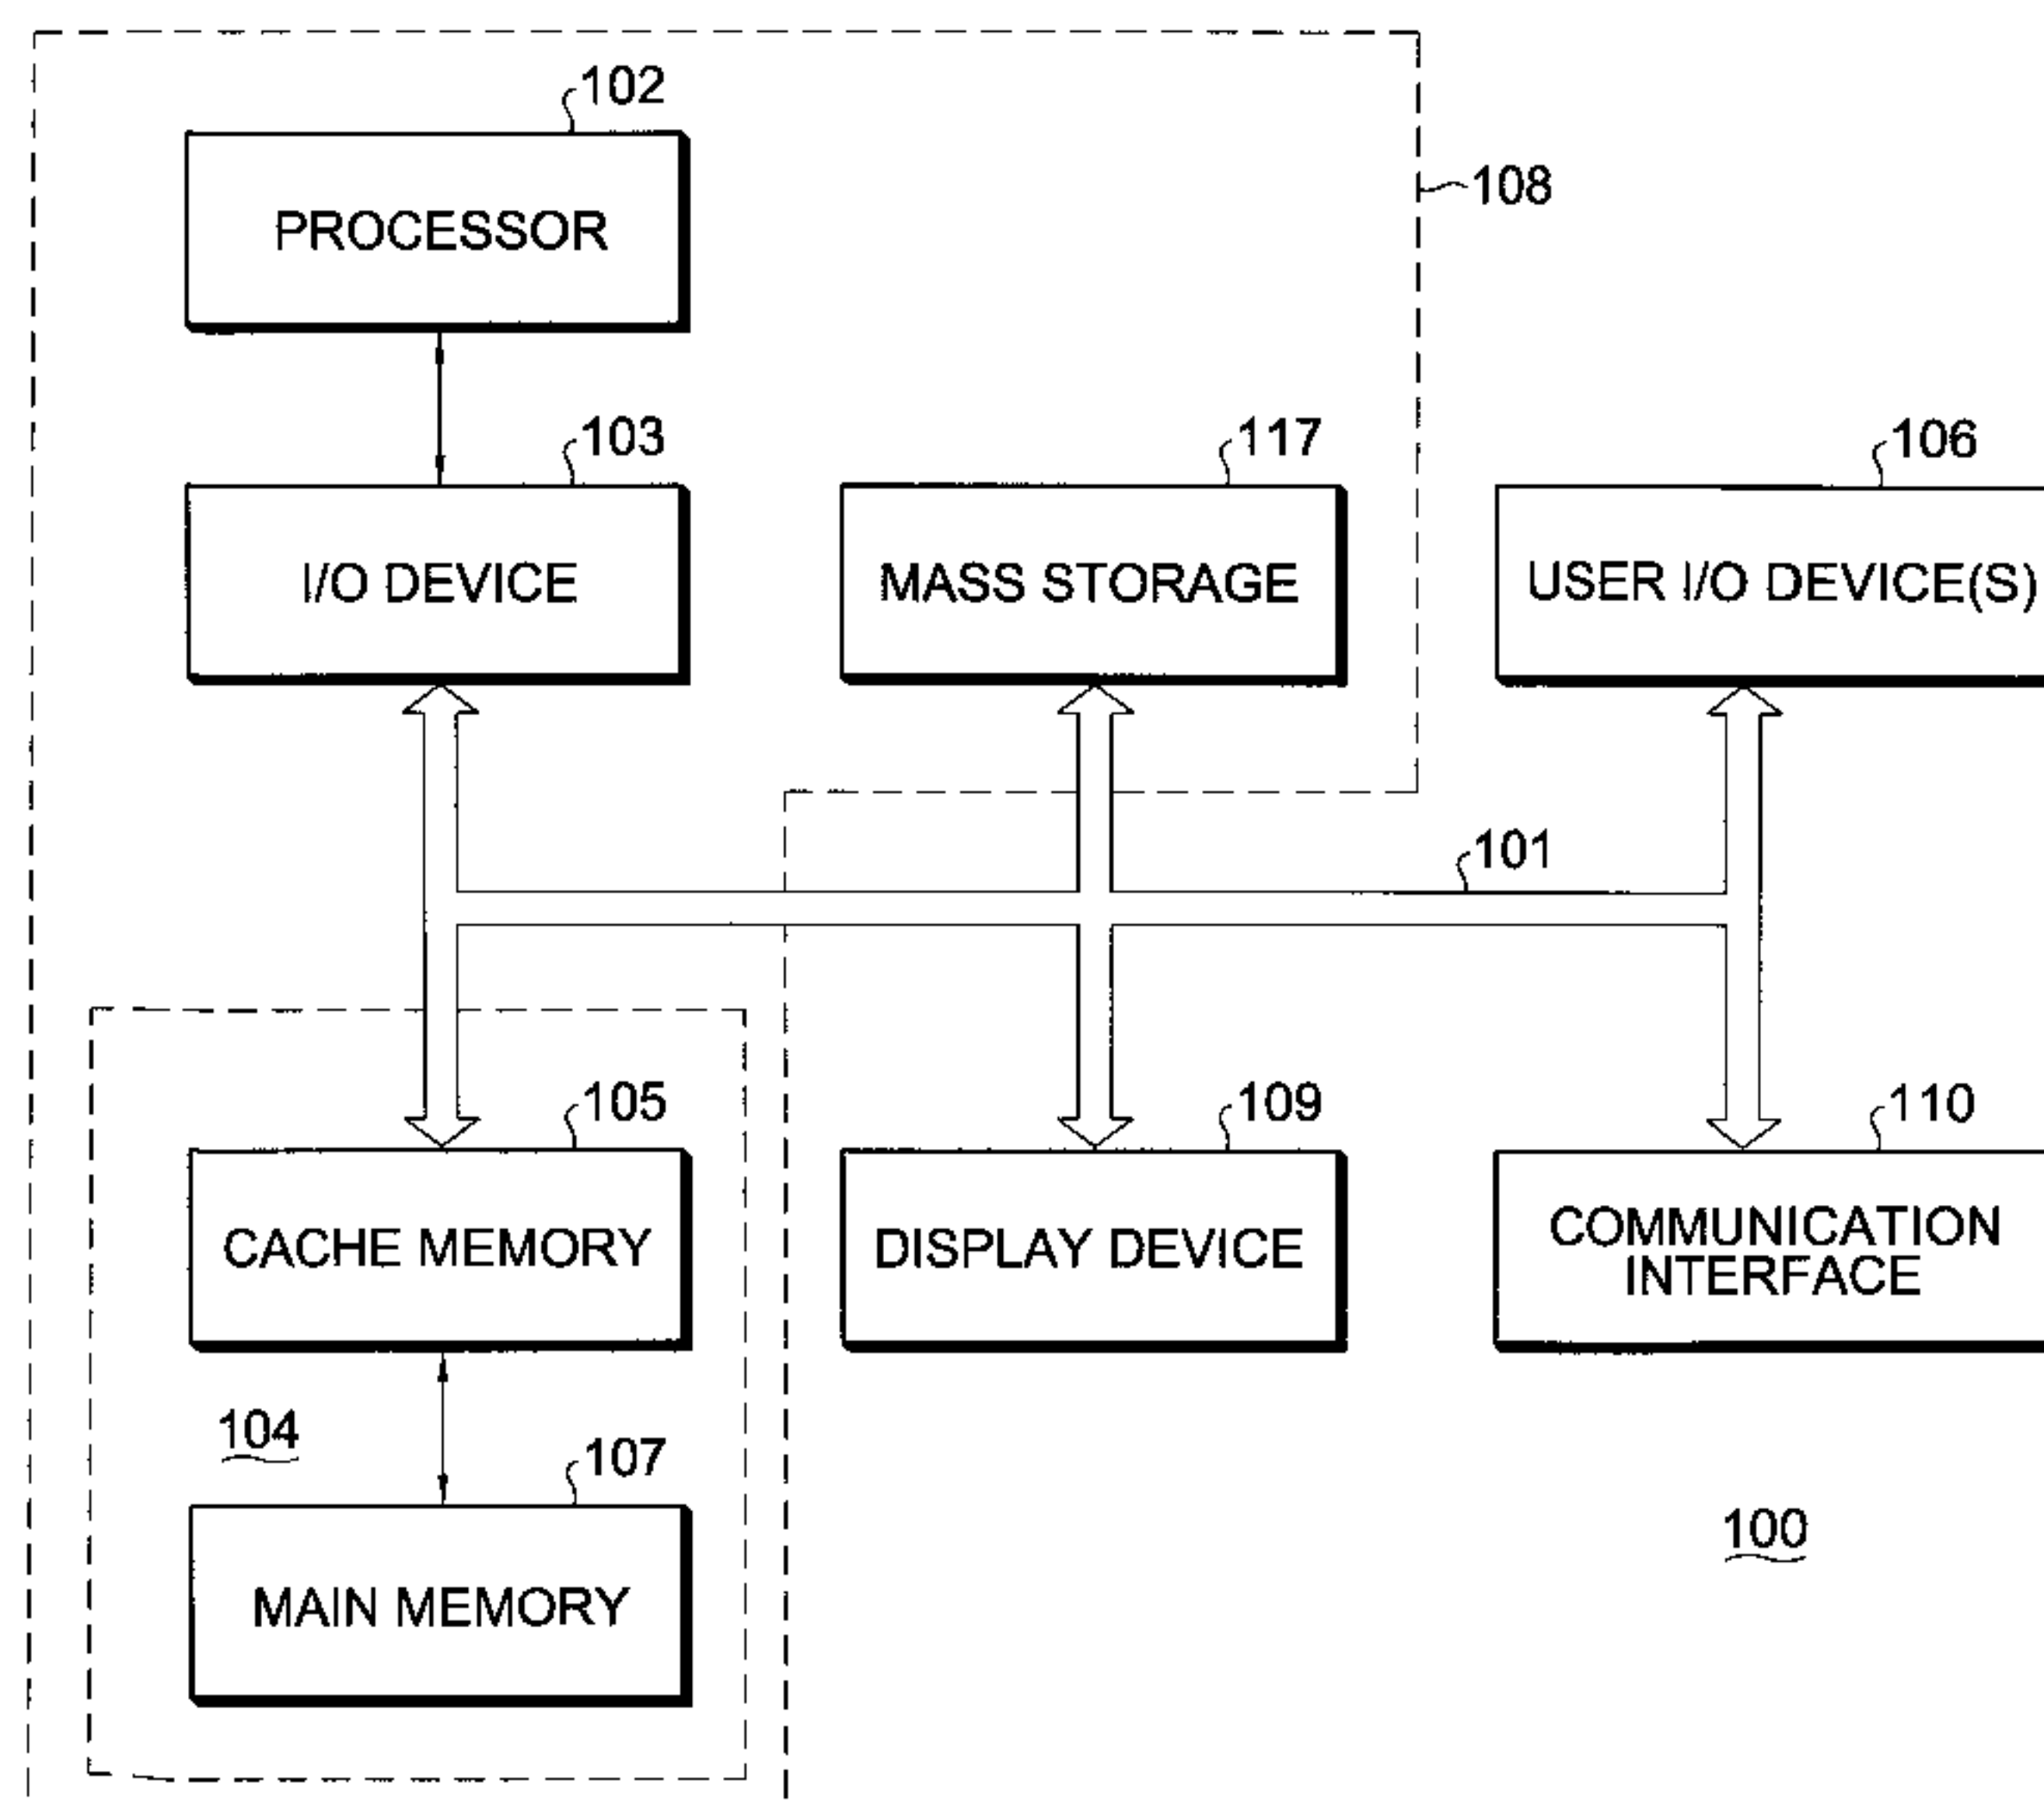 102
PROCESSOR
108
103
I/O DEVICE
117
MASS STORAGE
106
USER I/O DEVICE(S)
101
105
CACHE MEMORY
109
DISPLAY DEVICE
110
COMMUNICATION
INTERFACE
104
107
MAIN MEMORY
100